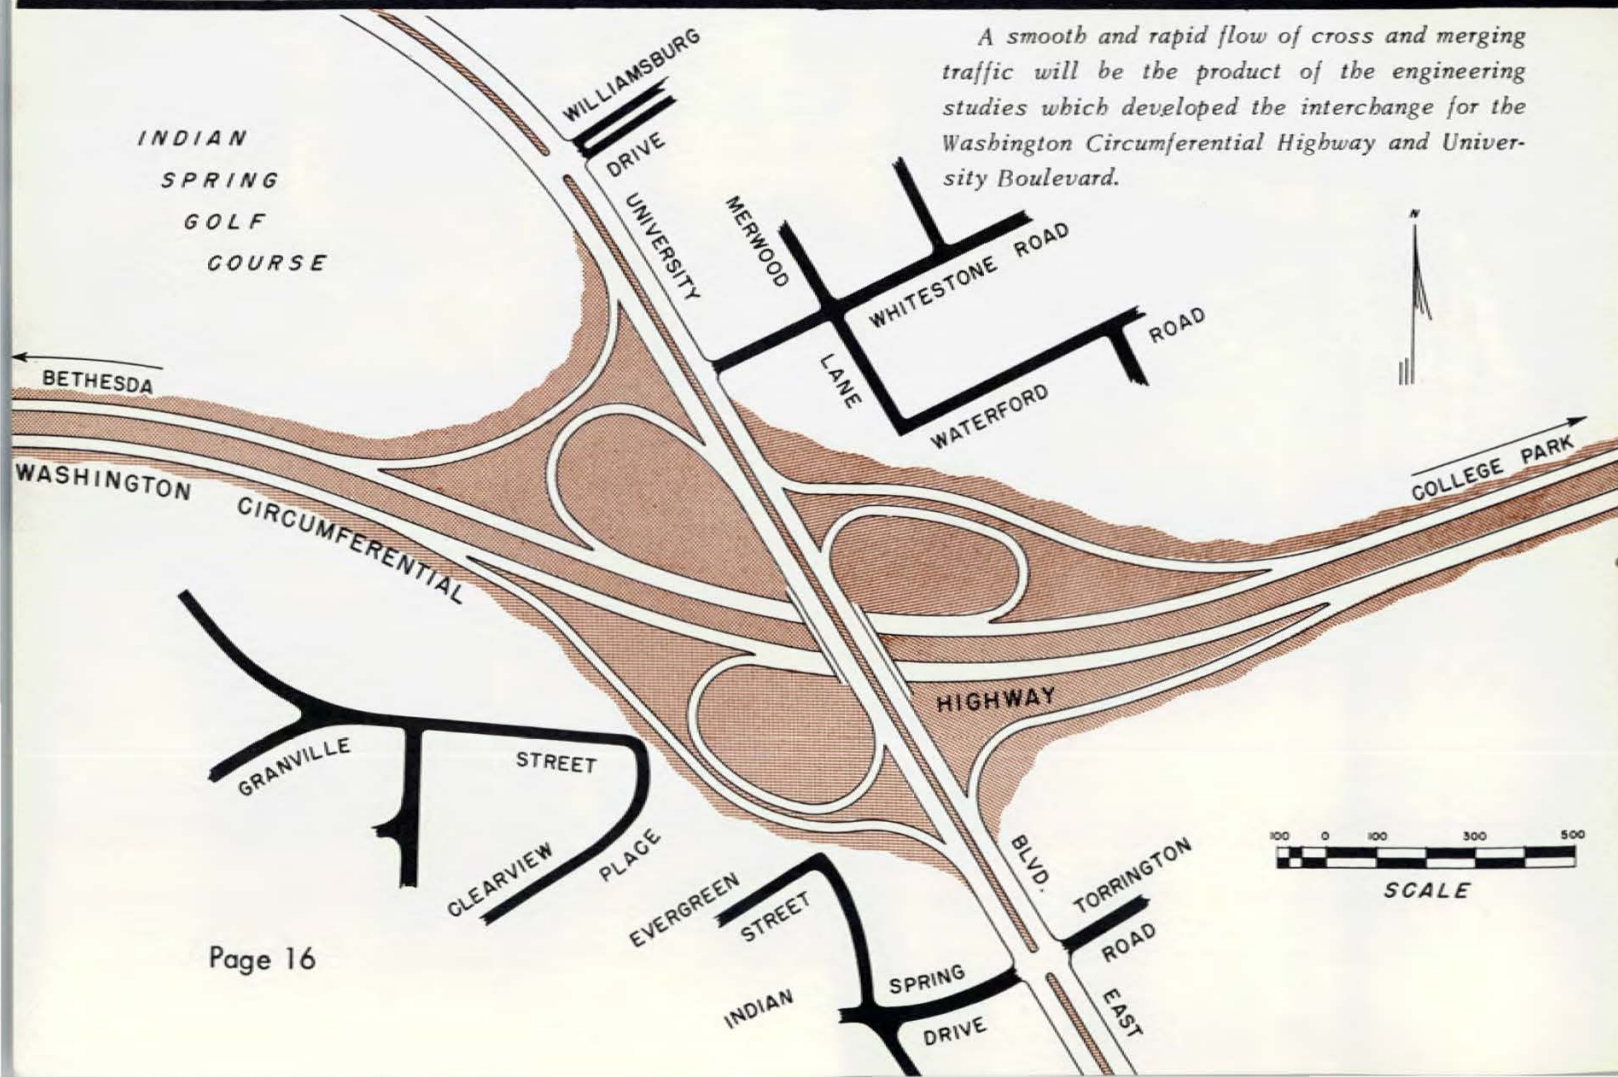 A smooth and rapid flow of cross and merging
traffic will be the product of the engineering
studies which developed the interchange for the
Washington Circumferential Highway and Univer-
sity Boulevard.
INDIAN
SPRING
GOLF
COURSE
WILLIAMSBURG
DRIVE
UNIVERSITY
MERWOOD
LANE
WHITESTONE ROAD
WATERFORD ROAD
N
BETHESDA
COLLEGE PARK
WASHINGTON CIRCUMFERENTIAL
HIGHWAY
GRANVILLE STREET
CLEARVIEW
PLACE
EVERGREEN
STREET
BLVD.
TORRINGTON
ROAD
EAST
INDIAN SPRING
DRIVE
100 0 100 300 500
SCALE
Page 16